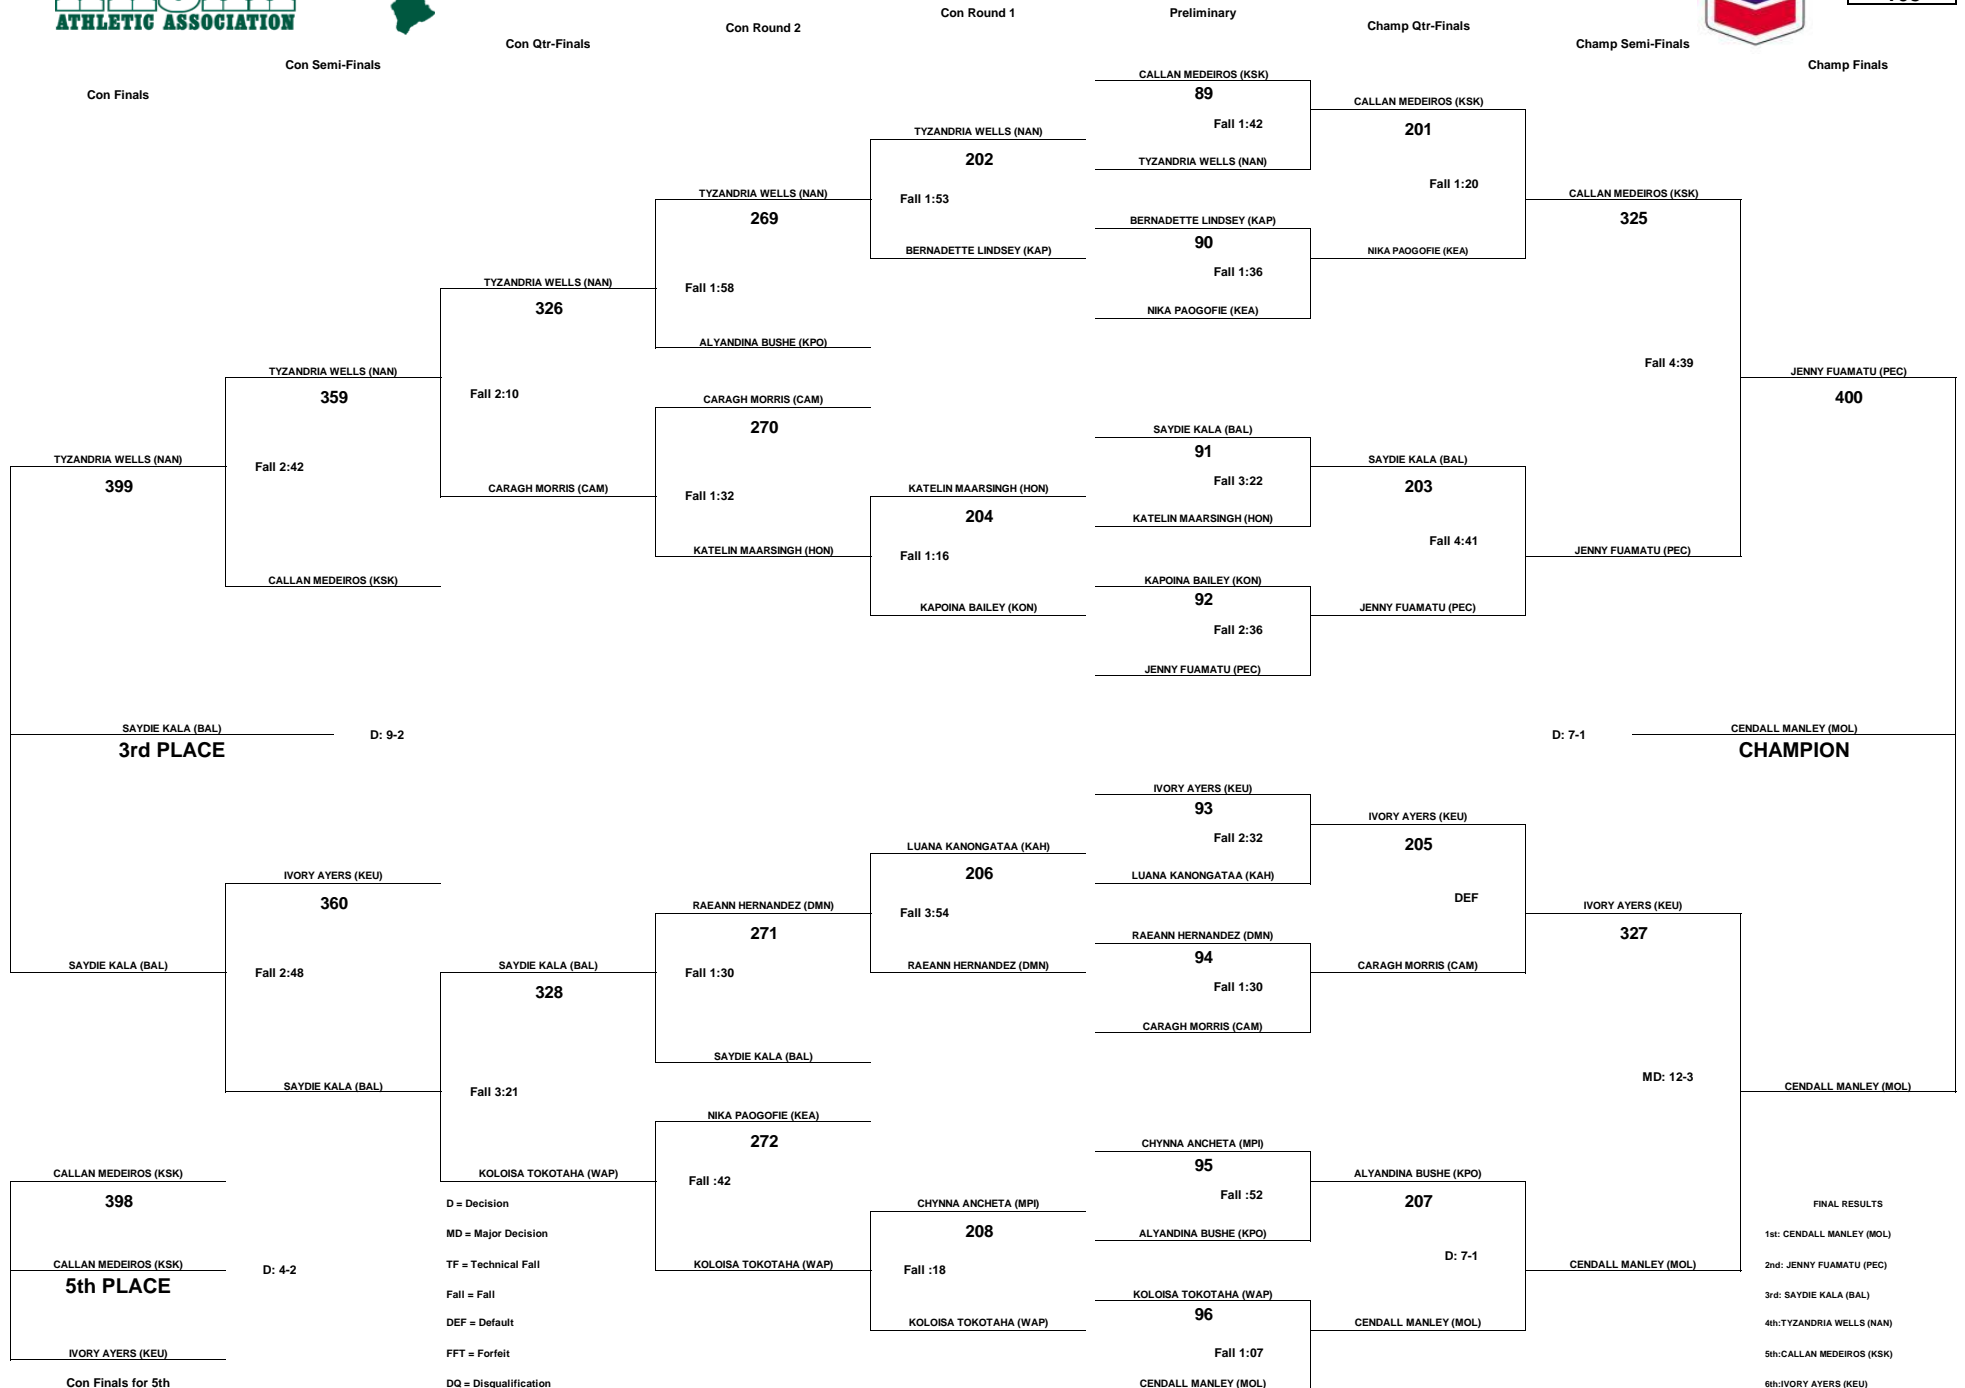 ATHLETIC ASSOCIATION
Con Finals
Con Semi-Finals
Con Qtr-Finals
Con Round 2
Con Round 1
Preliminary
Champ Qtr-Finals
Champ Semi-Finals
Champ Finals
TYZANDRIA WELLS (NAN)
399
SAYDIE KALA (BAL)
3rd PLACE
D: 9-2
SAYDIE KALA (BAL)
CALLAN MEDEIROS (KSK)
398
CALLAN MEDEIROS (KSK)
5th PLACE
D: 4-2
IVORY AYERS (KEU)
Con Finals for 5th
TYZANDRIA WELLS (NAN)
359
Fall 2:42
CALLAN MEDEIROS (KSK)
IVORY AYERS (KEU)
360
Fall 2:48
SAYDIE KALA (BAL)
TYZANDRIA WELLS (NAN)
326
Fall 2:10
CARAGH MORRIS (CAM)
SAYDIE KALA (BAL)
328
Fall 3:21
KOLOISA TOKOTAHA (WAP)
D = Decision
MD = Major Decision
TF = Technical Fall
Fall = Fall
DEF = Default
FFT = Forfeit
DQ = Disqualification
TYZANDRIA WELLS (NAN)
269
Fall 1:58
ALYANDINA BUSHE (KPO)
CARAGH MORRIS (CAM)
270
Fall 1:32
KATELIN MAARSINGH (HON)
RAEANN HERNANDEZ (DMN)
271
Fall 1:30
SAYDIE KALA (BAL)
NIKA PAOGOFIE (KEA)
272
Fall :42
KOLOISA TOKOTAHA (WAP)
TYZANDRIA WELLS (NAN)
202
Fall 1:53
BERNADETTE LINDSEY (KAP)
KATELIN MAARSINGH (HON)
204
Fall 1:16
KAPOINA BAILEY (KON)
LUANA KANONGATAA (KAH)
206
Fall 3:54
RAEANN HERNANDEZ (DMN)
CHYNNA ANCHETA (MPI)
208
Fall :18
KOLOISA TOKOTAHA (WAP)
CALLAN MEDEIROS (KSK)
89
Fall 1:42
TYZANDRIA WELLS (NAN)
BERNADETTE LINDSEY (KAP)
90
Fall 1:36
NIKA PAOGOFIE (KEA)
SAYDIE KALA (BAL)
91
Fall 3:22
KATELIN MAARSINGH (HON)
KAPOINA BAILEY (KON)
92
Fall 2:36
JENNY FUAMATU (PEC)
IVORY AYERS (KEU)
93
Fall 2:32
LUANA KANONGATAA (KAH)
RAEANN HERNANDEZ (DMN)
94
Fall 1:30
CARAGH MORRIS (CAM)
CHYNNA ANCHETA (MPI)
95
Fall :52
ALYANDINA BUSHE (KPO)
KOLOISA TOKOTAHA (WAP)
96
Fall 1:07
CENDALL MANLEY (MOL)
CALLAN MEDEIROS (KSK)
201
Fall 1:20
NIKA PAOGOFIE (KEA)
SAYDIE KALA (BAL)
203
Fall 4:41
JENNY FUAMATU (PEC)
IVORY AYERS (KEU)
205
DEF
CARAGH MORRIS (CAM)
ALYANDINA BUSHE (KPO)
207
D: 7-1
CENDALL MANLEY (MOL)
CALLAN MEDEIROS (KSK)
325
Fall 4:39
JENNY FUAMATU (PEC)
IVORY AYERS (KEU)
327
MD: 12-3
CENDALL MANLEY (MOL)
JENNY FUAMATU (PEC)
400
D: 7-1
CENDALL MANLEY (MOL)
CHAMPION
CENDALL MANLEY (MOL)
FINAL RESULTS
1st: CENDALL MANLEY (MOL)
2nd: JENNY FUAMATU (PEC)
3rd: SAYDIE KALA (BAL)
4th:TYZANDRIA WELLS (NAN)
5th:CALLAN MEDEIROS (KSK)
6th:IVORY AYERS (KEU)